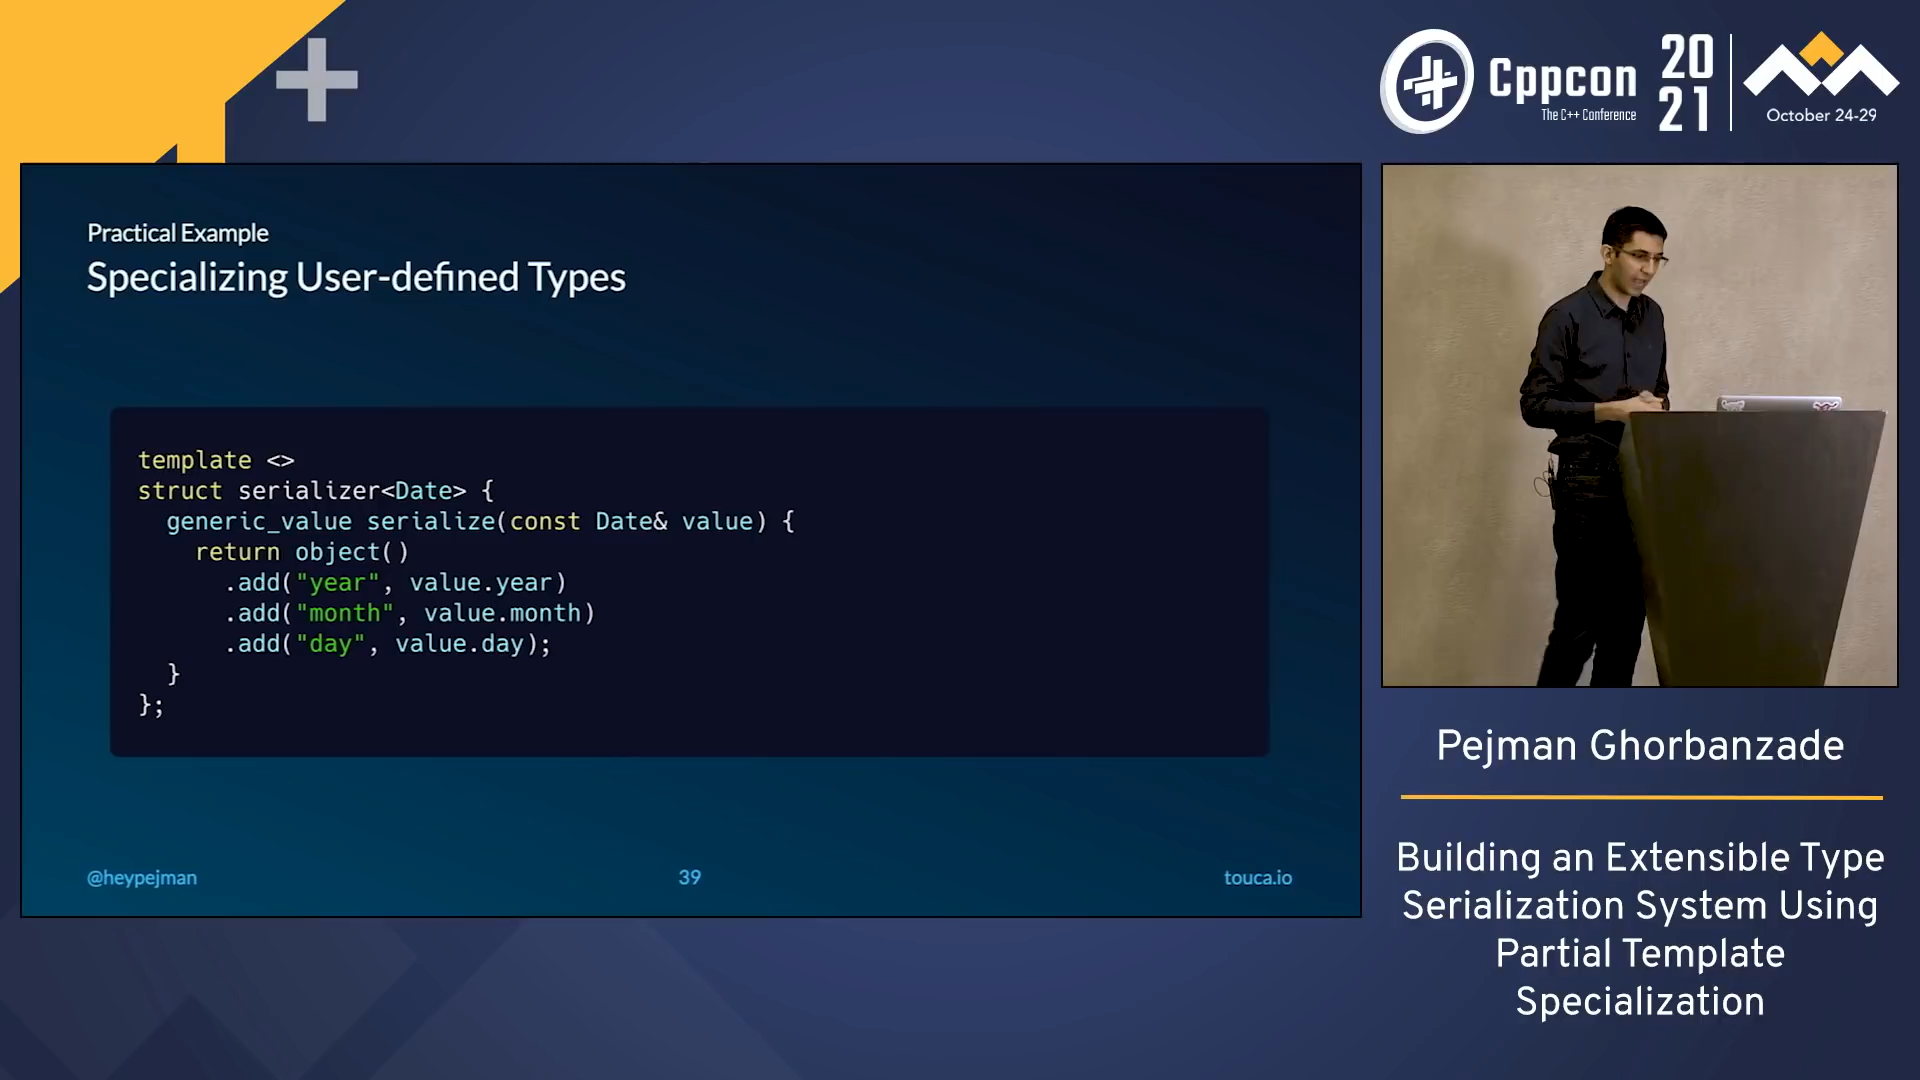 Cppcon
The C++ Conference
20
21
October 24-29
Practical Example
Specializing User-defined Types
template <>
struct serializer<Date> {
  generic_value serialize(const Date& value) {
    return object()
      .add("year", value.year)
      .add("month", value.month)
      .add("day", value.day);
  }
};
@heypejman
39
touca.io
Pejman Ghorbanzade
Building an Extensible Type
Serialization System Using
Partial Template
Specialization